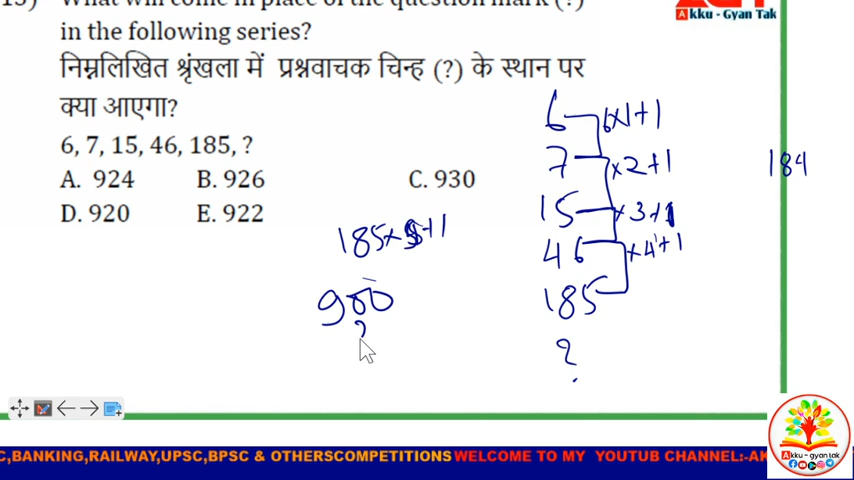 What will come in place of the question mark (?)
in the following series?
निम्नलिखित श्रृंखला में प्रश्नवाचक चिन्ह (?) के स्थान पर
क्या आएगा?
6, 7, 15, 46, 185, ?
A. 924 B. 926 C. 930
D. 920 E. 922
6 6×1+1
7 ×2+1
15 ×3+1
46 ×4+1
185
?
184
185×5+1
?
Akku - Gyan Tak
Akku - gyan tak
C,BANKING,RAILWAY,UPSC,BPSC & OTHERSCOMPETITIONS WELCOME TO MY YOUTUB CHANNEL:-AK